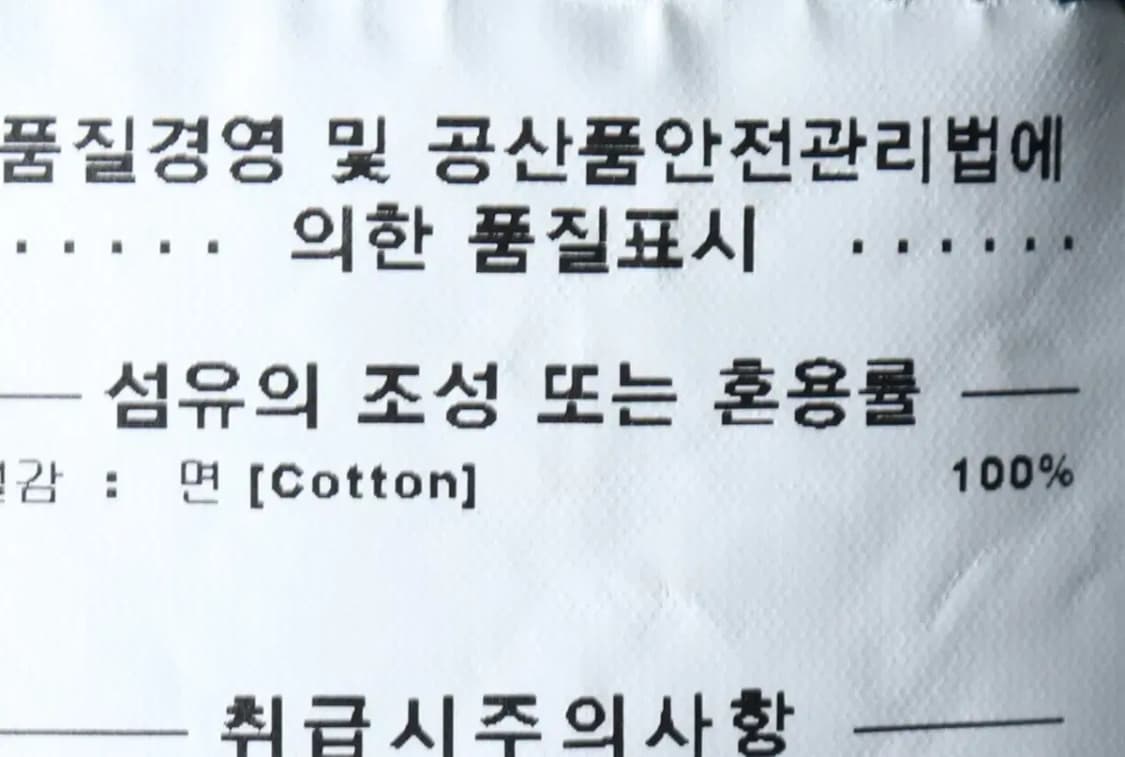 품질경영 및 공산품안전관리법에
····· 의한 품질표시 ······
섬유의 조성 또는 혼용률
: 면 [Cotton] 100%
취급시주의사항